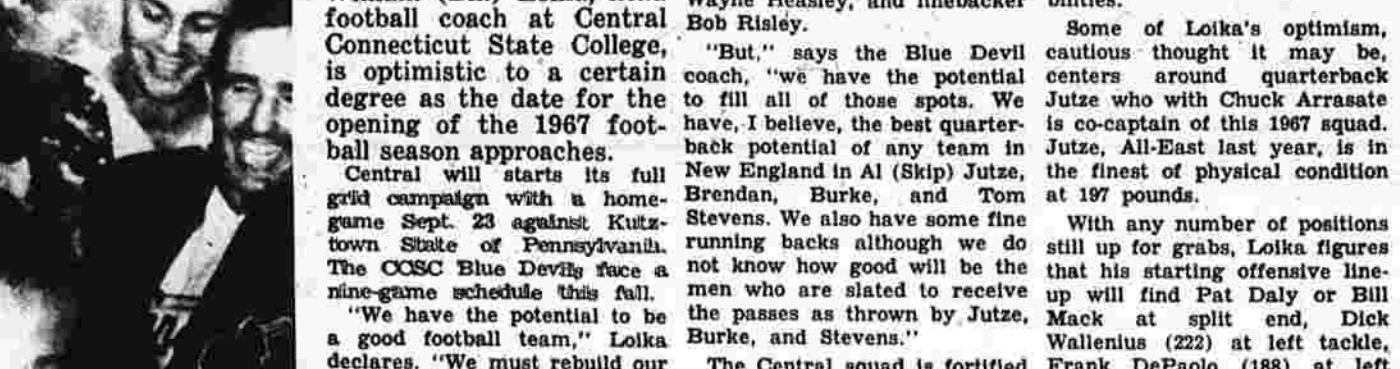 football coach at Central
Connecticut State College,
is optimistic to a certain
degree as the date for the
opening of the 1967 foot-
ball season approaches.
Central will starts its full
grid campaign with a home-
game Sept. 23 against Kutz-
town State of Pennsylvania.
The CCSC Blue Devils face a
nine-game schedule this fall.
"We have the potential to be
a good football team," Loika
declares. "We must rebuild our
Wayne Heasley, and linebacker
Bob Risley.
"But," says the Blue Devil
coach, "we have the potential
to fill all of those spots. We
have, I believe, the best quarter-
back potential of any team in
New England in Al (Skip) Jutze,
Brendan, Burke, and Tom
Stevens. We also have some fine
running backs although we do
not know how good will be the
men who are slated to receive
the passes as thrown by Jutze,
Burke, and Stevens."
The Central squad is fortified
Some of Loika's optimism,
cautious thought it may be,
centers around quarterback
Jutze who with Chuck Arrasate
is co-captain of this 1967 squad.
Jutze, All-East last year, is in
the finest of physical condition
at 197 pounds.
With any number of positions
still up for grabs, Loika figures
that his starting offensive line-
up will find Pat Daly or Bill
Mack at split end, Dick
Wallenius (222) at left tackle,
Frank DePaolo (188) at left